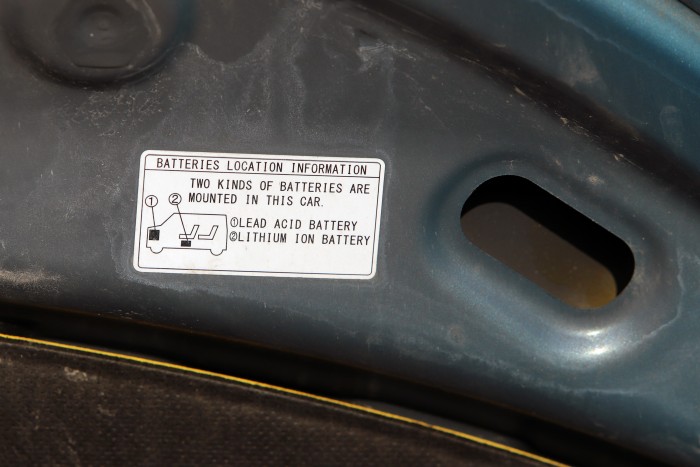 BATTERIES LOCATION INFORMATION
TWO KINDS OF BATTERIES ARE
MOUNTED IN THIS CAR.
① ②
①LEAD ACID BATTERY
②LITHIUM ION BATTERY